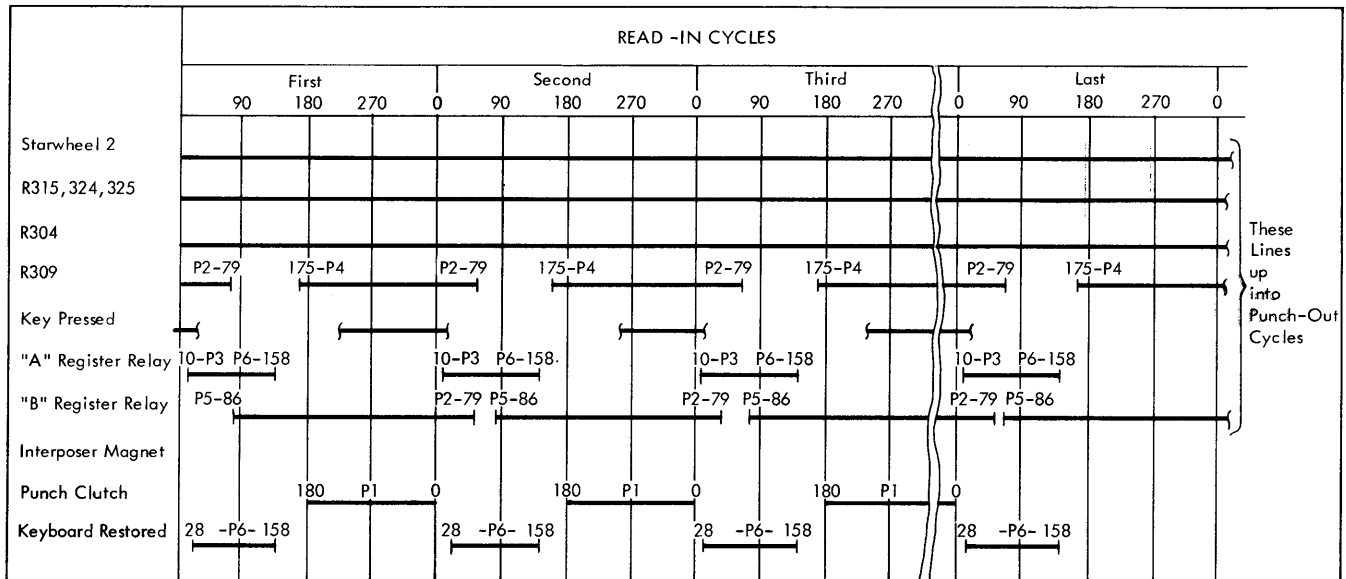 READ -IN CYCLES
First Second Third Last
90 180 270 0 90 180 270 0 90 180 270 0 90 180 270 0
Starwheel 2
R315, 324, 325
R304
R309 P2-79 175-P4 P2-79 175-P4 P2-79 175-P4 P2-79 175-P4
Key Pressed
"A" Register Relay 10-P3 P6-158 10-P3 P6-158 10-P3 P6-158 10-P3 P6-158
"B" Register Relay P5-86 P2-79 P5-86 P2-79 P5-86 P2-79 P5-86
Interposer Magnet
Punch Clutch 180 P1 0 180 P1 0 180 P1 0
Keyboard Restored 28 -P6- 158 28 -P6- 158 28 -P6- 158 28 -P6- 158
These
Lines
up
into
Punch-Out
Cycles